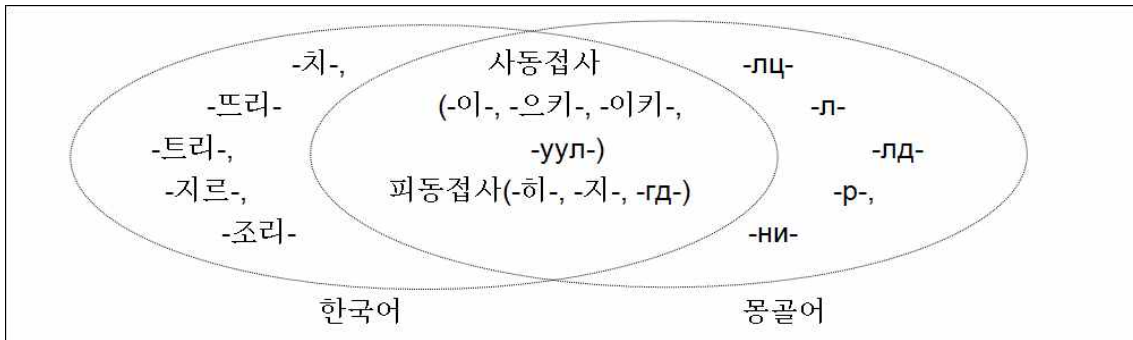 -치-, 사동접사 -лц-
-뜨리- (-이-, -으키-, -이키-, -л-
-트리-, -уул-) -лд-
-지르-, 피동접사(-히-, -지-, -гд-) -р-,
-조리- -ни-
한국어 몽골어